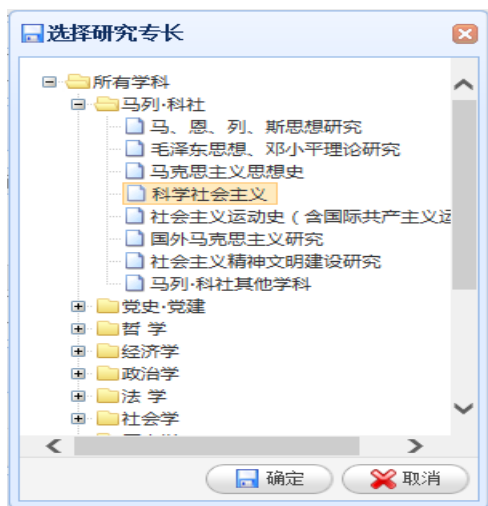 选择研究专长
所有学科
马列·科社
马、恩、列、斯思想研究
毛泽东思想、邓小平理论研究
马克思主义思想史
科学社会主义
社会主义运动史（含国际共产主义运
国外马克思主义研究
社会主义精神文明建设研究
马列·科社其他学科
党史·党建
哲 学
经济学
政治学
法 学
社会学
确定 取消